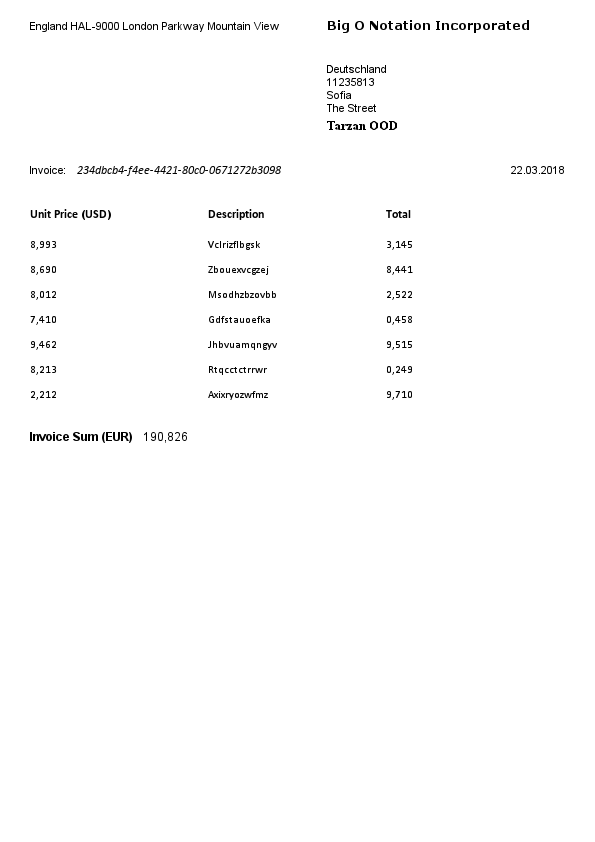 England HAL-9000 London Parkway Mountain View
Big O Notation Incorporated
Deutschland
11235813
Sofia
The Street
Tarzan OOD
Invoice: 234dbcb4-f4ee-4421-80c0-0671272b3098 22.03.2018
Unit Price (USD) Description Total
8,993 Vclrizflbgsk 3,145
8,690 Zbouexvcgzej 8,441
8,012 Msodhzbzovbb 2,522
7,410 Gdfstauoefka 0,458
9,462 Jhbvuamqngyv 9,515
8,213 Rtqcctctrrwr 0,249
2,212 Axixryozwfmz 9,710
Invoice Sum (EUR) 190,826